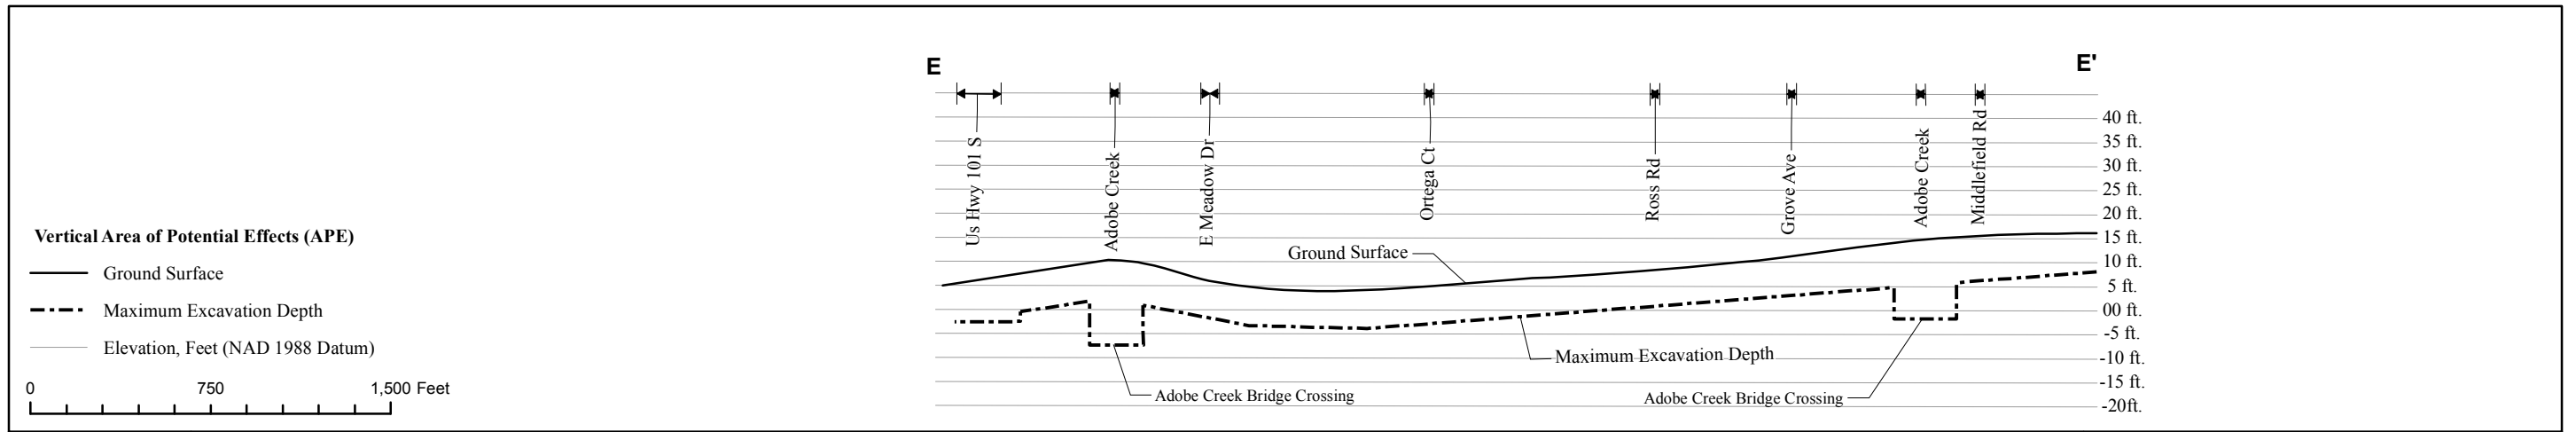 E
E'
Us Hwy 101 S
Adobe Creek
E Meadow Dr
Ortega Ct
Ross Rd
Grove Ave
Adobe Creek
Middlefield Rd
40 ft.
35 ft.
30 ft.
25 ft.
20 ft.
15 ft.
10 ft.
5 ft.
00 ft.
-5 ft.
-10 ft.
-15 ft.
-20ft.
Ground Surface
Maximum Excavation Depth
Adobe Creek Bridge Crossing
Adobe Creek Bridge Crossing
Vertical Area of Potential Effects (APE)
Ground Surface
Maximum Excavation Depth
Elevation, Feet (NAD 1988 Datum)
0 750 1,500 Feet